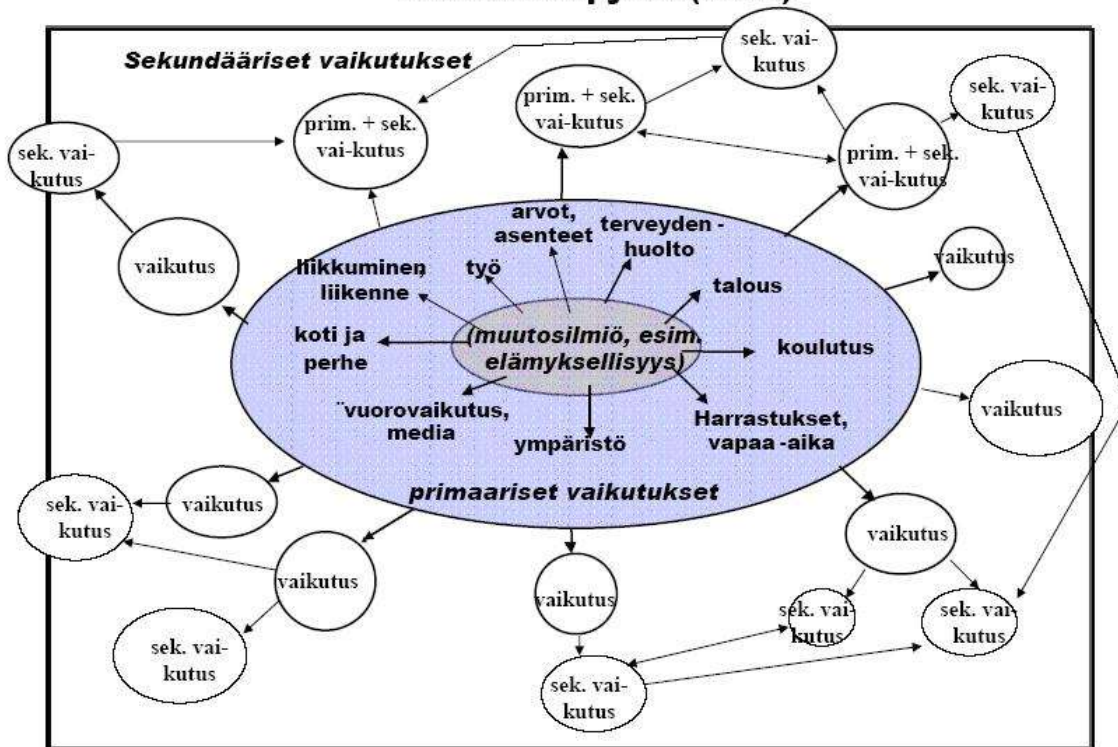 Sekundääriset vaikutukset
sek. vai-
kutus
sek. vai-
kutus
prim. + sek.
vai-kutus
prim. + sek.
vai-kutus
prim. + sek.
vai-kutus
sek. vai-
kutus
vaikutus
vaikutus
arvot,
asenteet
terveyden -
huolto
liikkuminen,
liikenne
työ
talous
koti ja
perhe
(muutosilmiö, esim.
elämyksellisyys)
koulutus
¨vuorovaikutus,
media
ympäristö
Harrastukset,
vapaa -aika
primaariset vaikutukset
vaikutus
sek. vai-
kutus
vaikutus
vaikutus
vaikutus
vaikutus
sek. vai-
kutus
sek. vai-
kutus
sek. vai-
kutus
sek. vai-
kutus